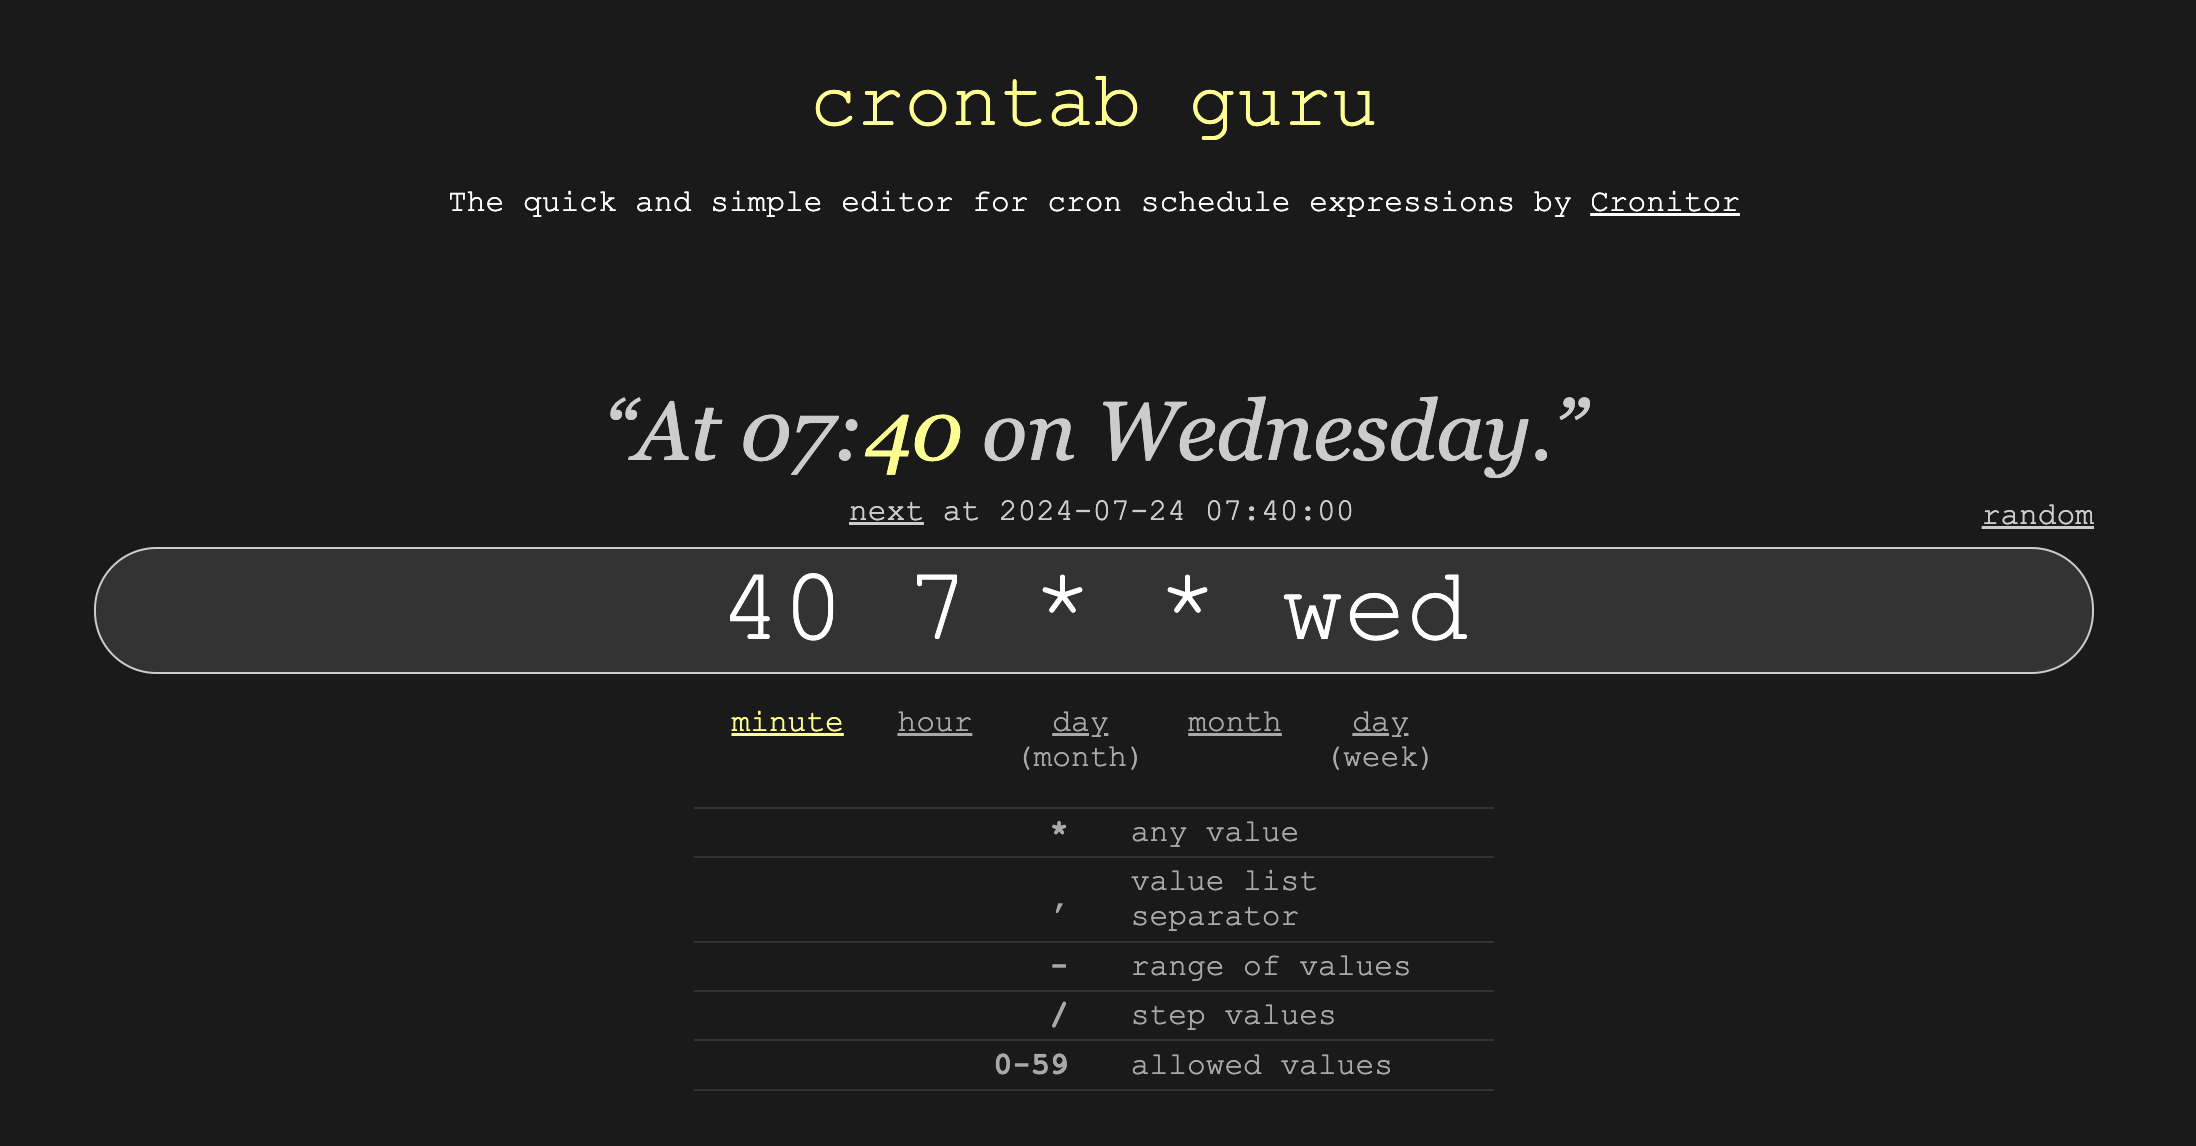 crontab guru
The quick and simple editor for cron schedule expressions by Cronitor
“At 07:40 on Wednesday.”
next at 2024-07-24 07:40:00
random
40 7 * * wed
minute hour day month day
(month) (week)
* any value
, value list
separator
- range of values
/ step values
0-59 allowed values